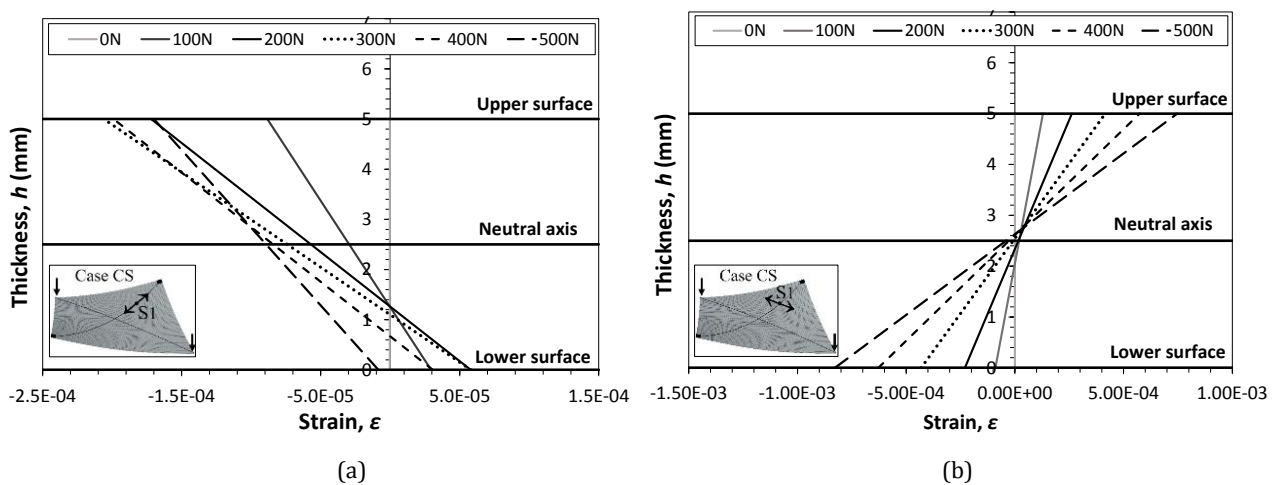 0N 100N 200N 300N 400N 500N
6
Upper surface
5
4
3
Neutral axis
2
1
Lower surface
0
Thickness, h (mm)
Case CS
S1
-2.5E-04 -1.5E-04 -5.0E-05 5.0E-05 1.5E-04
Strain, ε
(a)
0N 100N 200N 300N 400N 500N
6
Upper surface
5
4
3
Neutral axis
2
1
Lower surface
0
Thickness, h (mm)
Case CS
S1
-1.50E-03 -1.00E-03 -5.00E-04 0.00E+00 5.00E-04 1.00E-03
Strain, ε
(b)